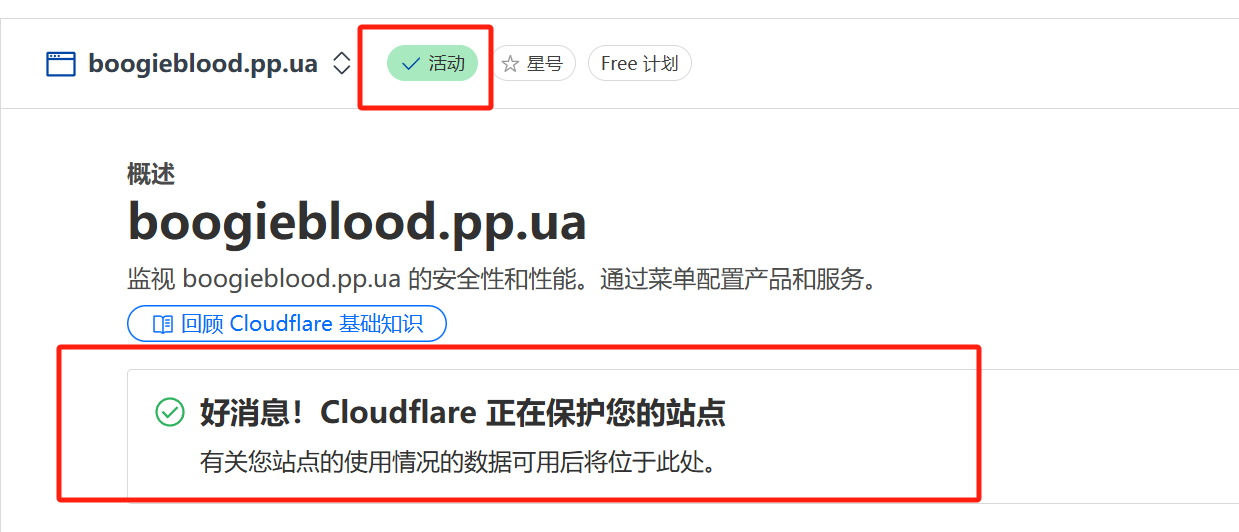 boogieblood.pp.ua 活动 星号 Free 计划
概述
boogieblood.pp.ua
监视 boogieblood.pp.ua 的安全性和性能。通过菜单配置产品和服务。
回顾 Cloudflare 基础知识
好消息！Cloudflare 正在保护您的站点
有关您站点的使用情况的数据可用后将位于此处。